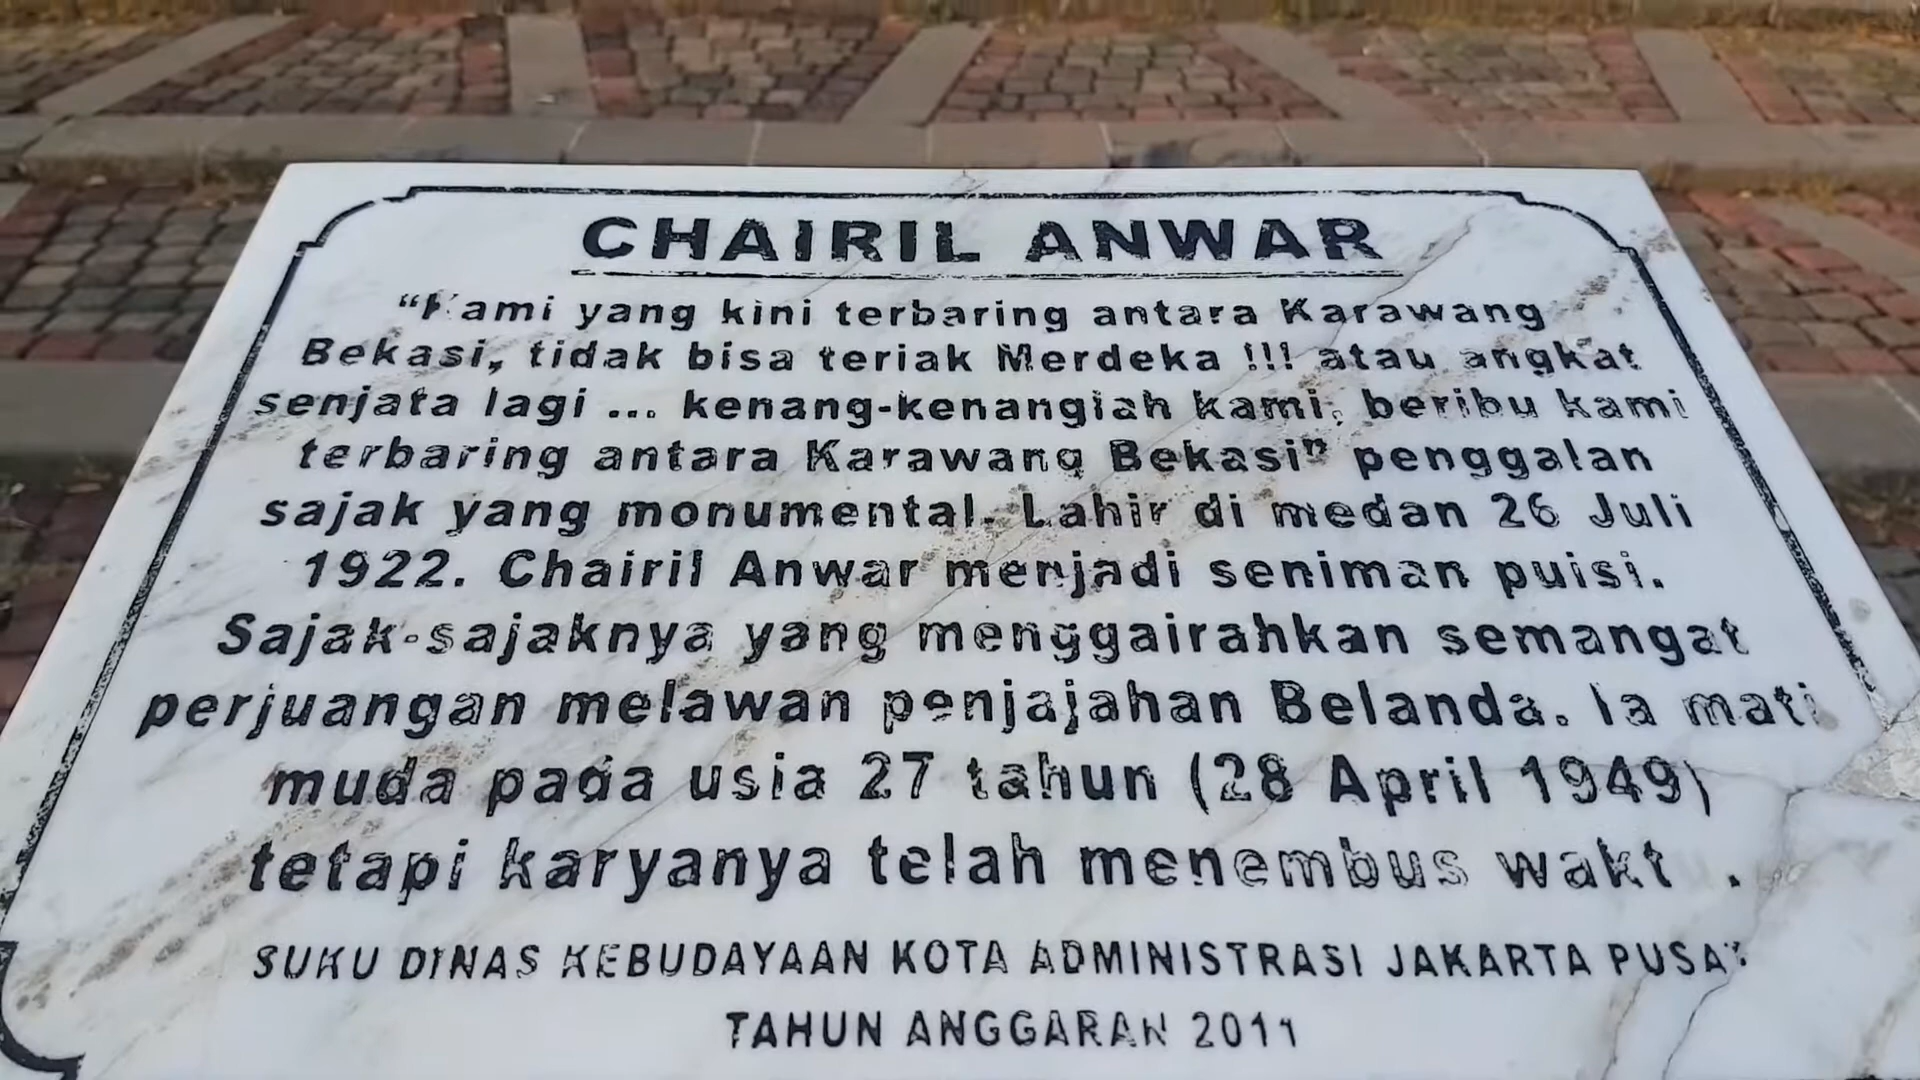 CHAIRIL ANWAR
“Kami yang kini terbaring antara Karawang
Bekasi, tidak bisa teriak Merdeka !!! atau angkat
senjata lagi ... kenang-kenanglah kami, beribu kami
terbaring antara Karawang Bekasi” penggalan
sajak yang monumental. Lahir di medan 26 Juli
1922. Chairil Anwar menjadi seniman puisi.
Sajak-sajaknya yang menggairahkan semangat
perjuangan melawan penjajahan Belanda. Ia mati
muda pada usia 27 tahun (28 April 1949)
tetapi karyanya telah menembus wakt .
SUKU DINAS KEBUDAYAAN KOTA ADMINISTRASI JAKARTA PUSAT
TAHUN ANGGARAN 2011